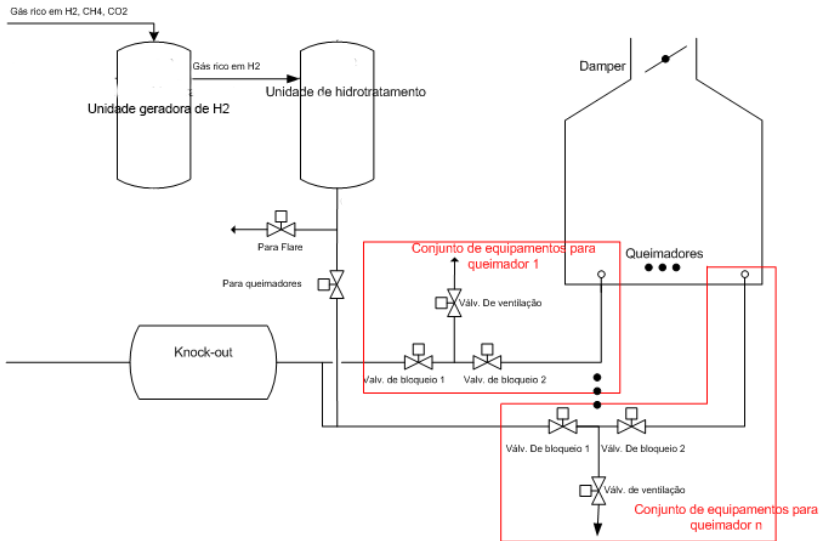 Gás rico em H2, CH4, CO2
Gás rico em H2
Unidade geradora de H2
Unidade de hidrotratamento
Damper
Para Flare
Para queimadores
Conjunto de equipamentos para
queimador 1
Queimadores
Válv. De ventilação
Knock-out
Valv. de bloqueio 1
Valv. de bloqueio 2
Válv. De bloqueio 1
Válv. De bloqueio 2
Válv. de ventilação
Conjunto de equipamentos para
queimador n